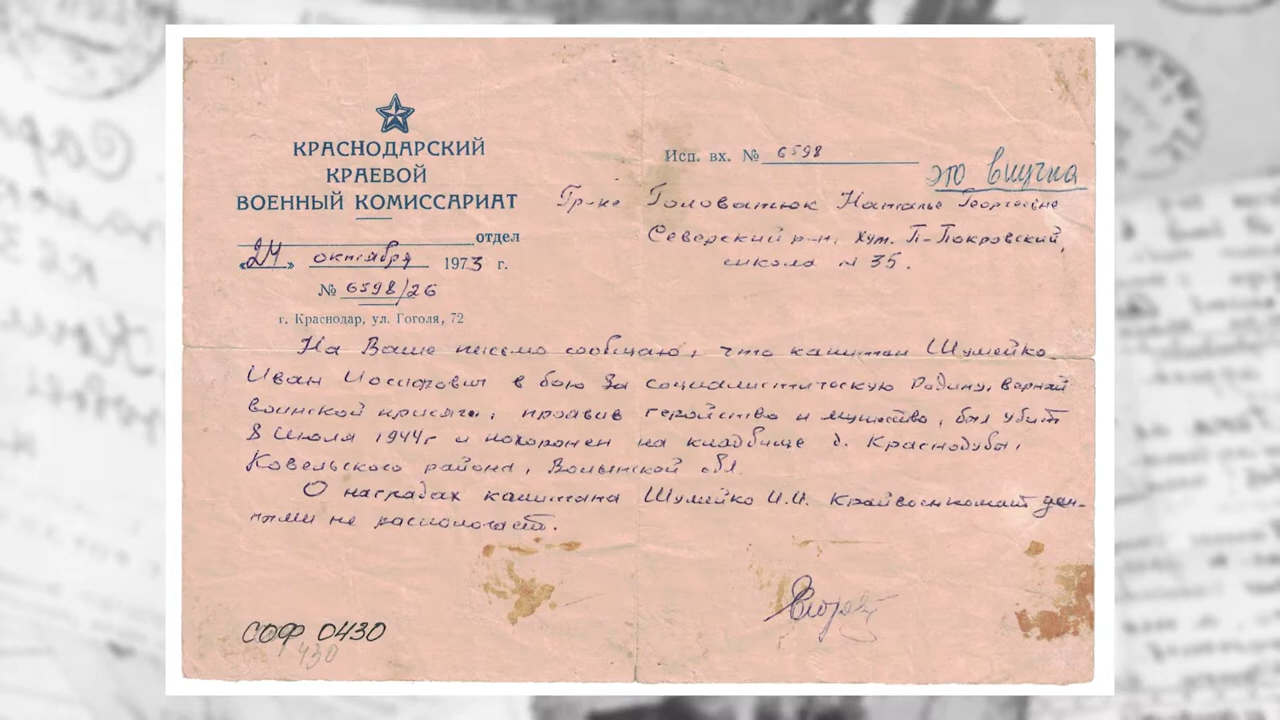 КРАСНОДАРСКИЙ
КРАЕВОЙ
ВОЕННЫЙ КОМИССАРИАТ
отдел
«24» октября 1973 г.
№ 6598/26
г. Краснодар, ул. Гоголя, 72
Исп. вх. № 6598
это внучка
Гр-ке Головатюк Наталье Георгиевне
Северский р-н, хут. П-Покровский,
школа № 35.
На Ваше письмо сообщаю, что капитан Шумейко
Иван Иосифович в бою за социалистическую Родину, верный
воинской присяге, проявив геройство и мужество, был убит
8 июля 1944г и похоронен на кладбище д. Краснодубы,
Ковельского района, Волынской обл.
О наградах капитана Шумейко И.И. Крайвоенкомат дан-
ными не располагает.
СОФ 0430
430